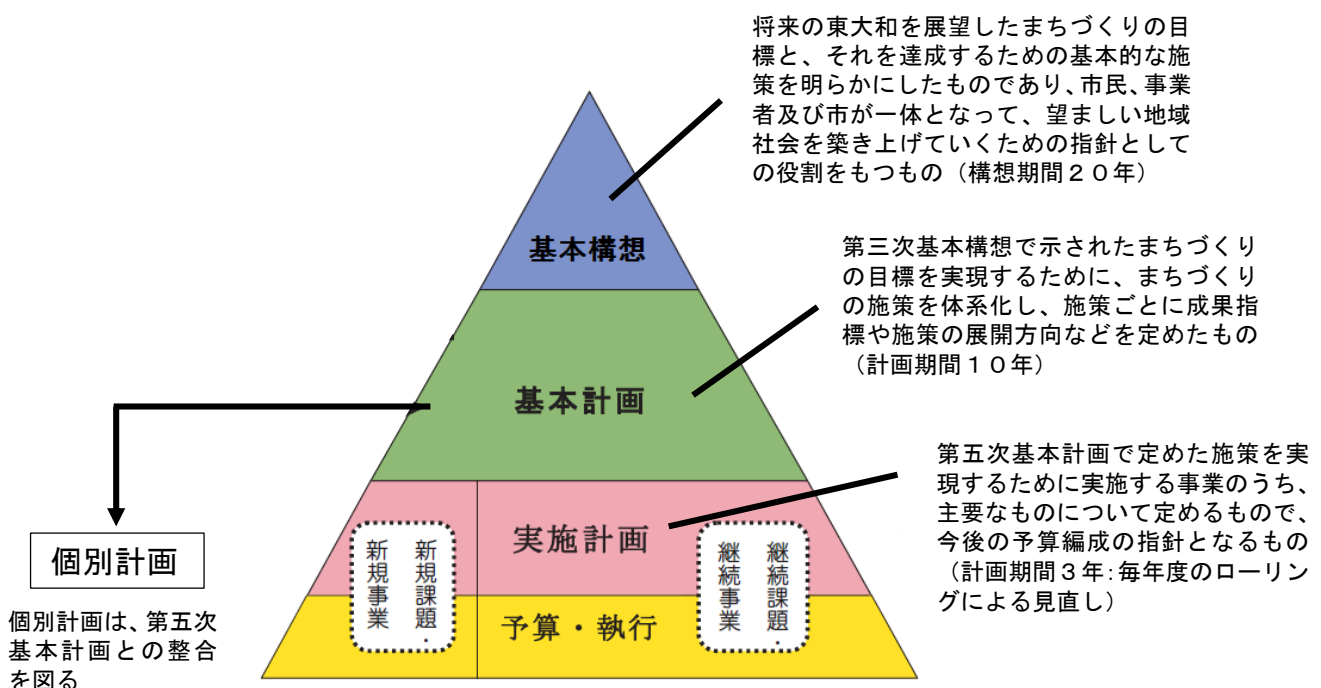 将来の東大和を展望したまちづくりの目
標と、それを達成するための基本的な施
策を明らかにしたものであり、市民、事業
者及び市が一体となって、望ましい地域
社会を築き上げていくための指針として
の役割をもつもの（構想期間２０年）
基本構想
第三次基本構想で示されたまちづくり
の目標を実現するために、まちづくり
の施策を体系化し、施策ごとに成果指
標や施策の展開方向などを定めたもの
（計画期間１０年）
基本計画
第五次基本計画で定めた施策を実
現するために実施する事業のうち、
主要なものについて定めるもので、
今後の予算編成の指針となるもの
（計画期間３年：毎年度のローリン
グによる見直し）
実施計画
新規課題・
新規事業
継続課題・
継続事業
予算・執行
個別計画
個別計画は、第五次
基本計画との整合
を図る